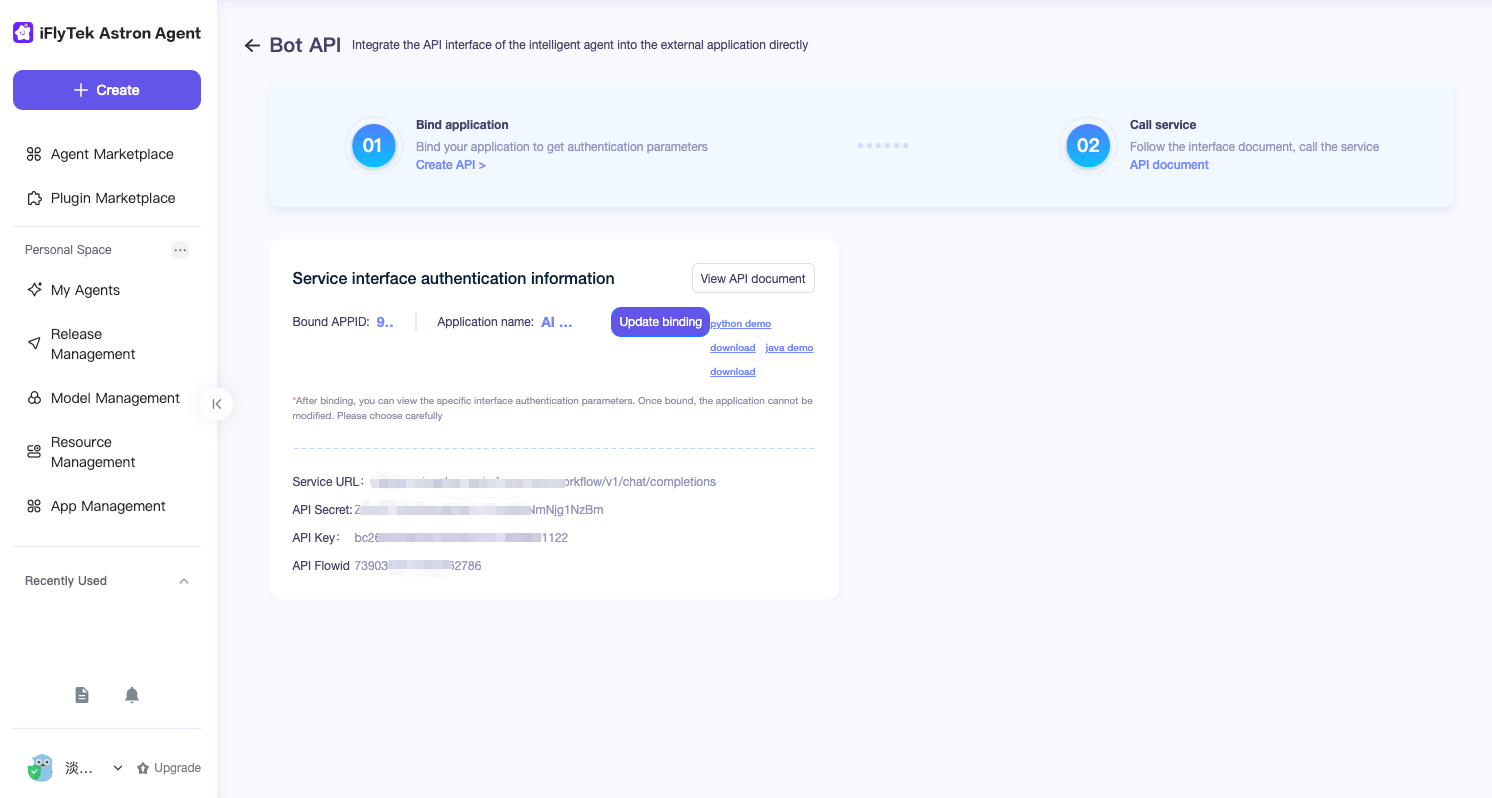 iFlyTek Astron Agent
Create
Agent Marketplace
Plugin Marketplace
Personal Space
My Agents
Release
Management
Model Management
Resource
Management
App Management
Recently Used
淡...
Upgrade
Bot API Integrate the API interface of the intelligent agent into the external application directly
01
Bind application
Bind your application to get authentication parameters
Create API >
02
Call service
Follow the interface document, call the service
API document
Service interface authentication information
View API document
Bound APPID: 9..
Application name: AI ...
Update binding
python demo
download java demo
download
*After binding, you can view the specific interface authentication parameters. Once bound, the application cannot be
modified. Please choose carefully
Service URL: orkflow/v1/chat/completions
API Secret: NmNjg1NzBm
API Key: bc26 1122
API Flowid 73903 62786